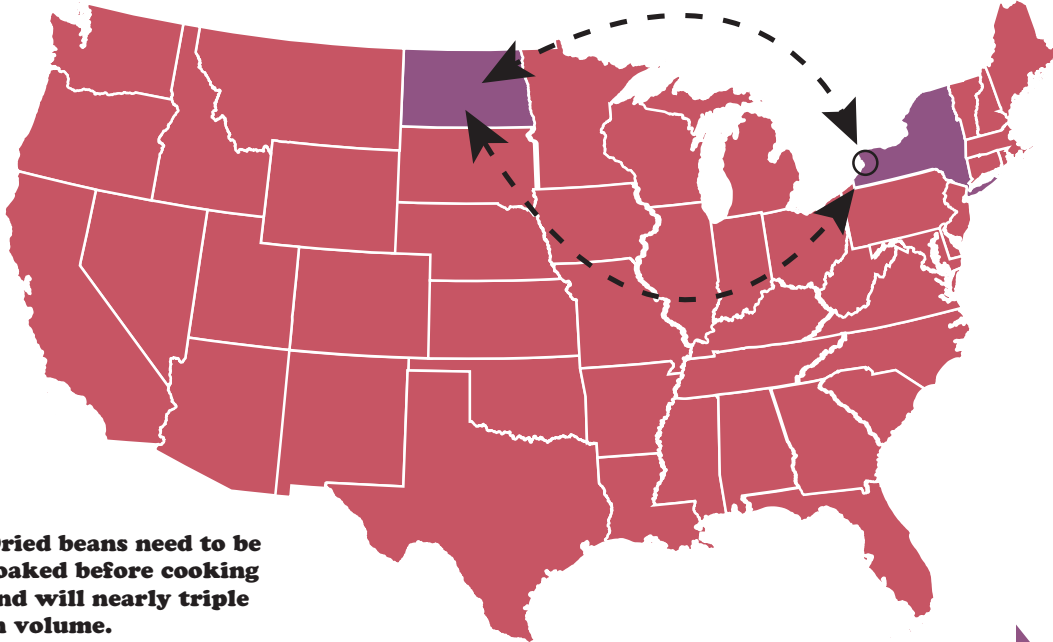 ried beans need to be
oaked before cooking
nd will nearly triple
volume.